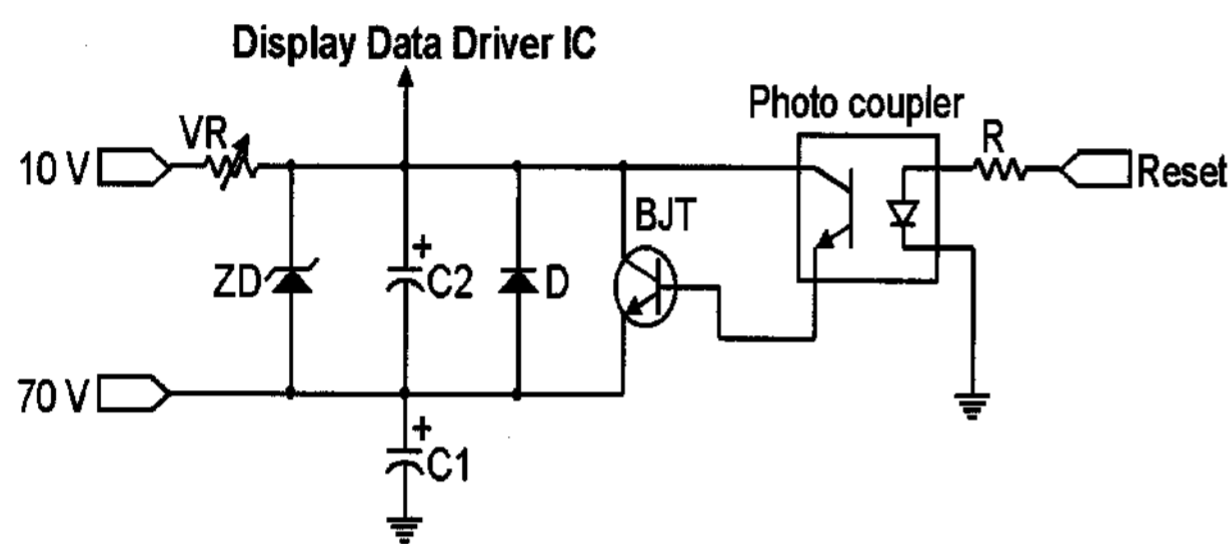 Display Data Driver IC
Photo coupler
VR
R
10 V
Reset
BJT
+
ZD
C2
D
70 V
+
C1